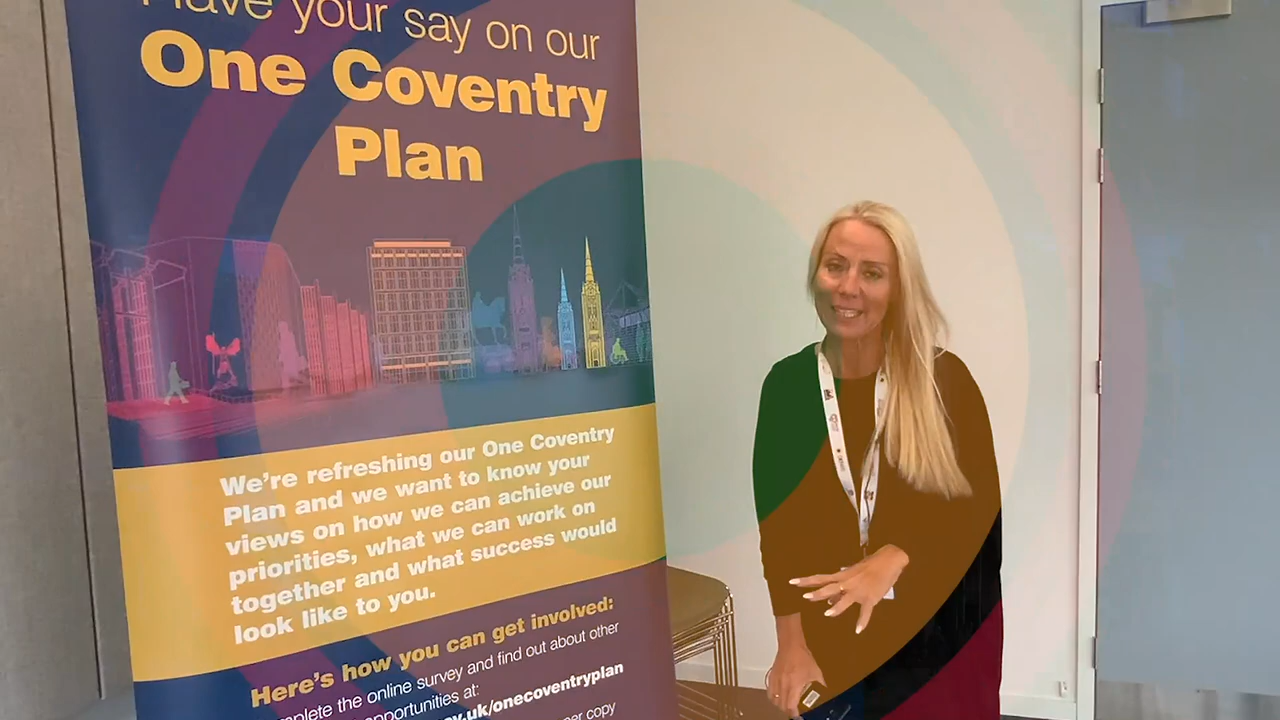 Have your say on our
One Coventry
Plan
We're refreshing our One Coventry
Plan and we want to know your
views on how we can achieve our
priorities, what we can work on
together and what success would
look like to you.
Here's how you can get involved:
online survey and find out about other
opportunities at:
.uk/onecoventryplan
copy